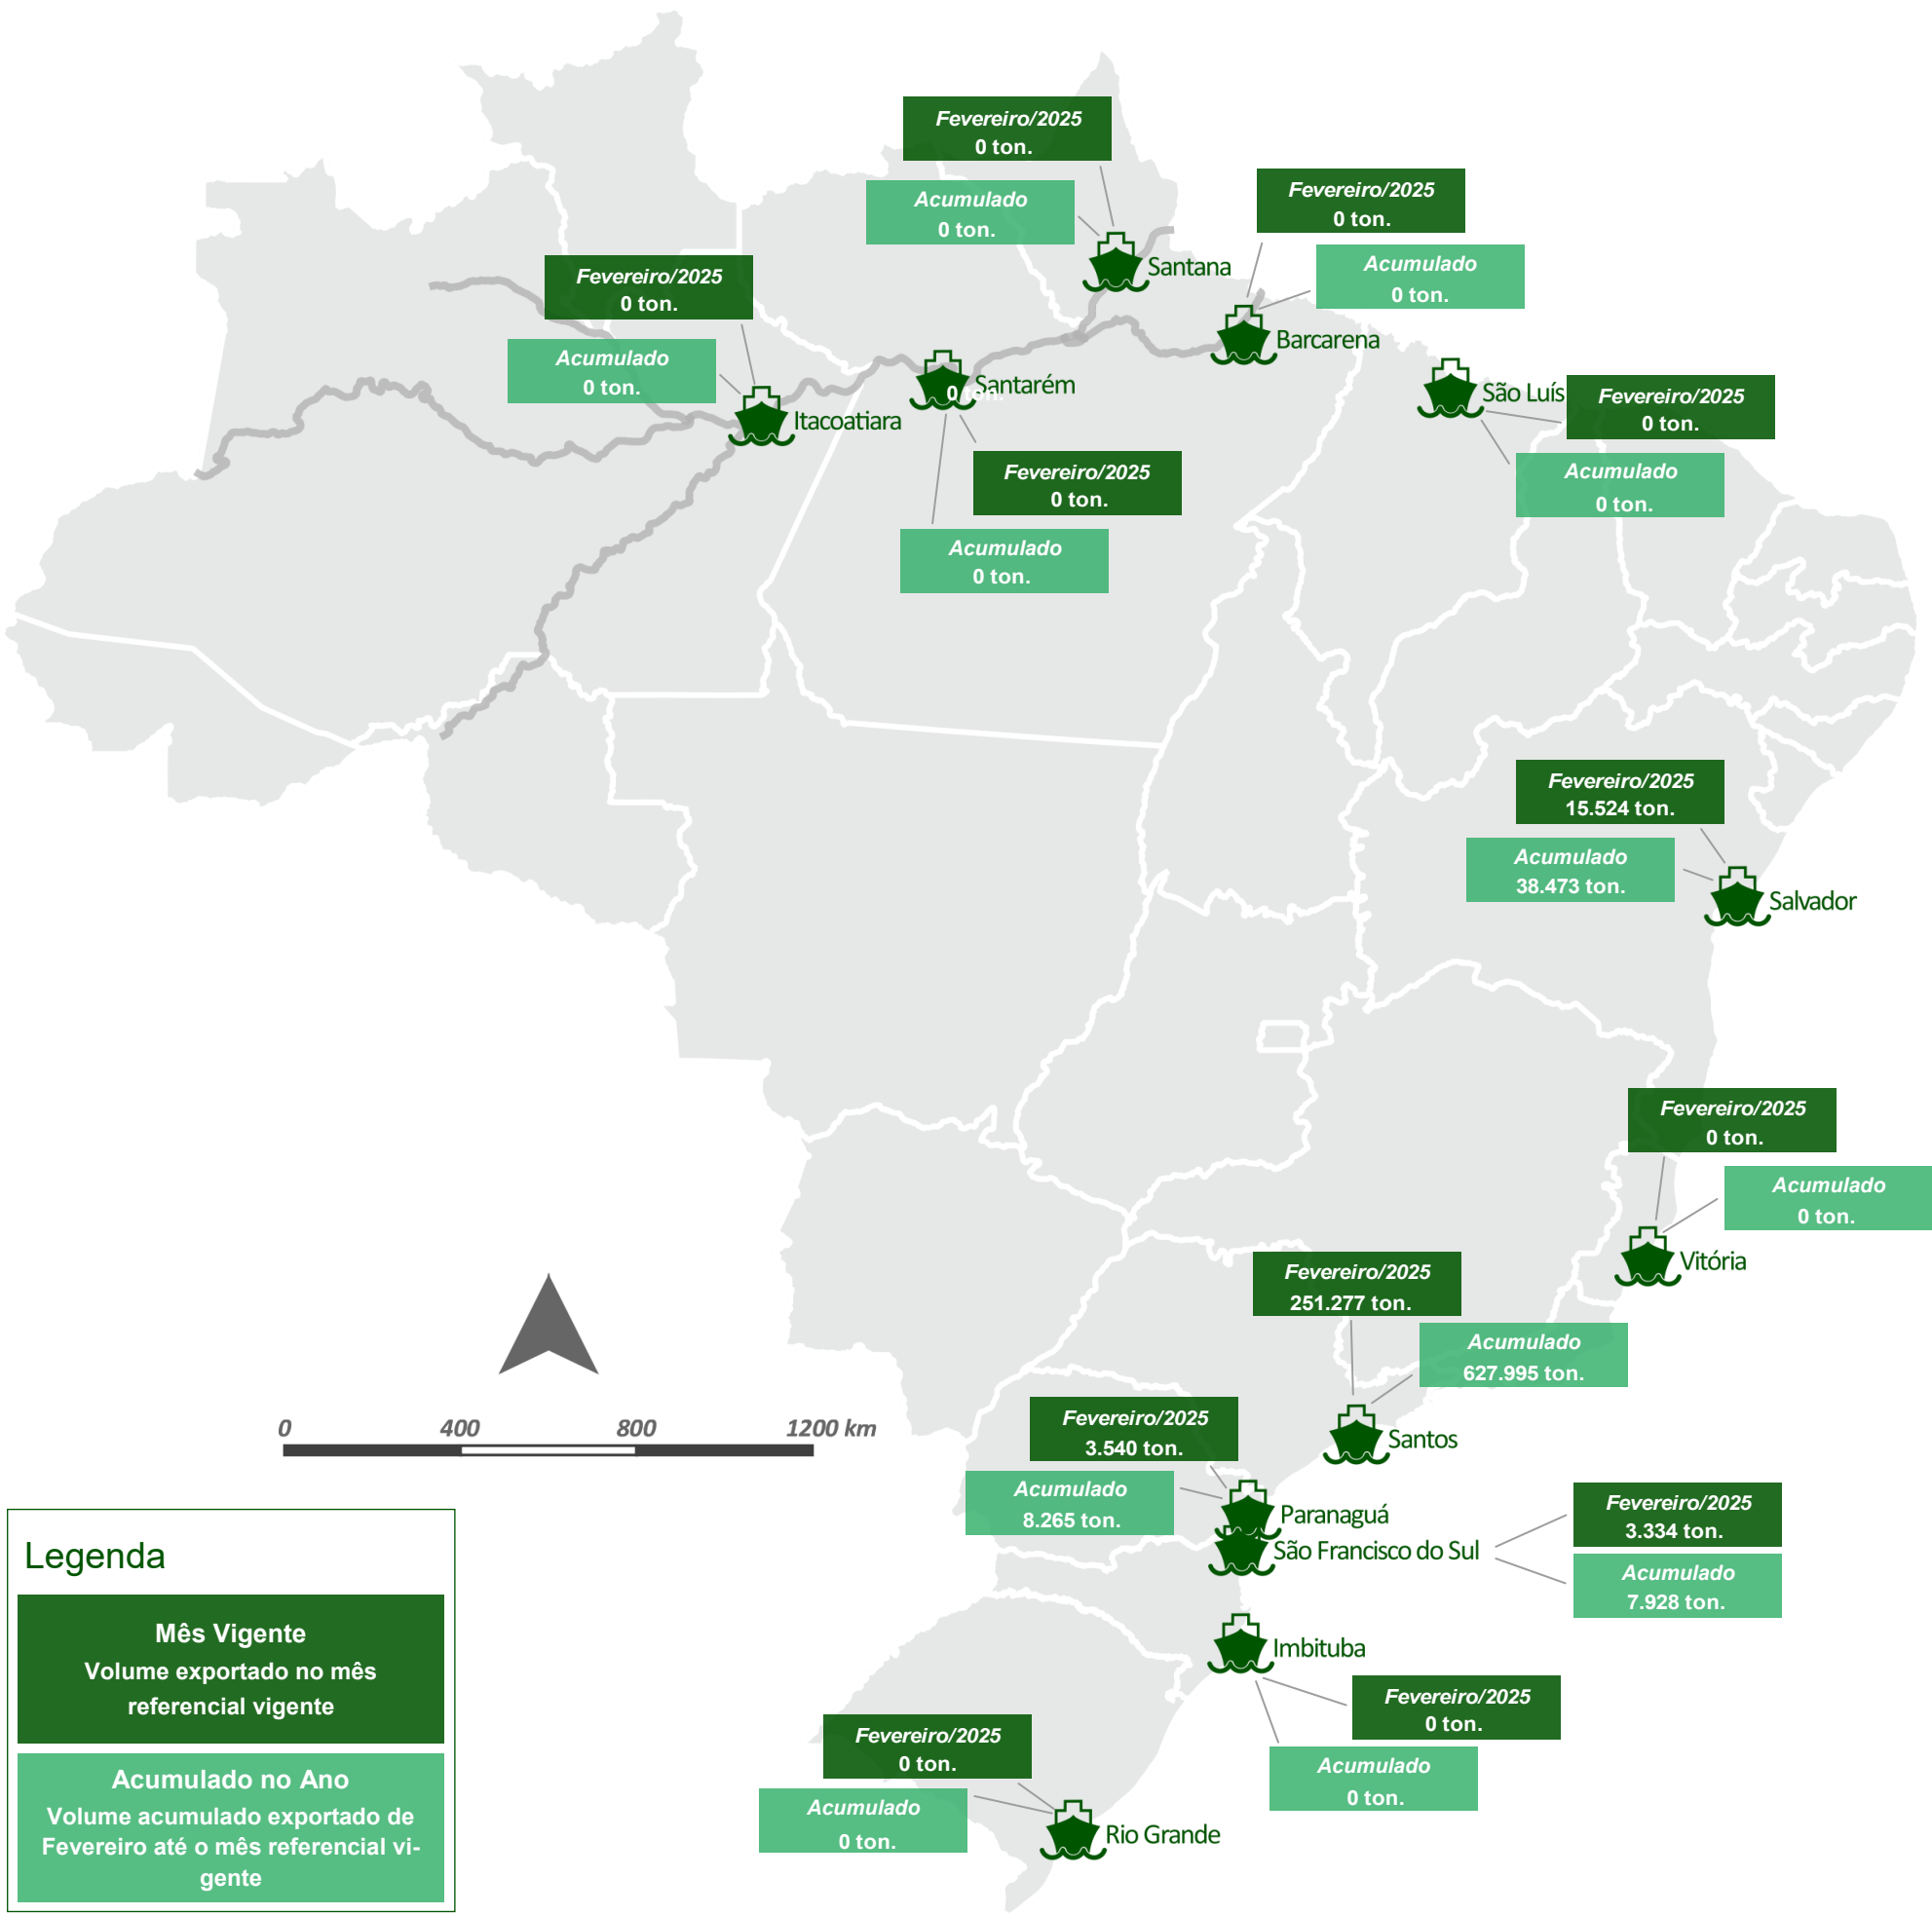 Fevereiro/2025
0 ton.
Acumulado
0 ton.
Santana
Fevereiro/2025
0 ton.
Acumulado
0 ton.
Barcarena
Fevereiro/2025
0 ton.
Acumulado
0 ton.
Itacoatiara
Santarém
0 ton.
Fevereiro/2025
0 ton.
Acumulado
0 ton.
São Luís
Fevereiro/2025
0 ton.
Acumulado
0 ton.
Fevereiro/2025
15.524 ton.
Acumulado
38.473 ton.
Salvador
Fevereiro/2025
0 ton.
Acumulado
0 ton.
Vitória
Fevereiro/2025
251.277 ton.
Acumulado
627.995 ton.
Santos
Fevereiro/2025
3.540 ton.
Acumulado
8.265 ton.
Paranaguá
São Francisco do Sul
Fevereiro/2025
3.334 ton.
Acumulado
7.928 ton.
Imbituba
Fevereiro/2025
0 ton.
Acumulado
0 ton.
Fevereiro/2025
0 ton.
Acumulado
0 ton.
Rio Grande
0 400 800 1200 km
Legenda
Mês Vigente
Volume exportado no mês
referencial vigente
Acumulado no Ano
Volume acumulado exportado de
Fevereiro até o mês referencial vi-
gente